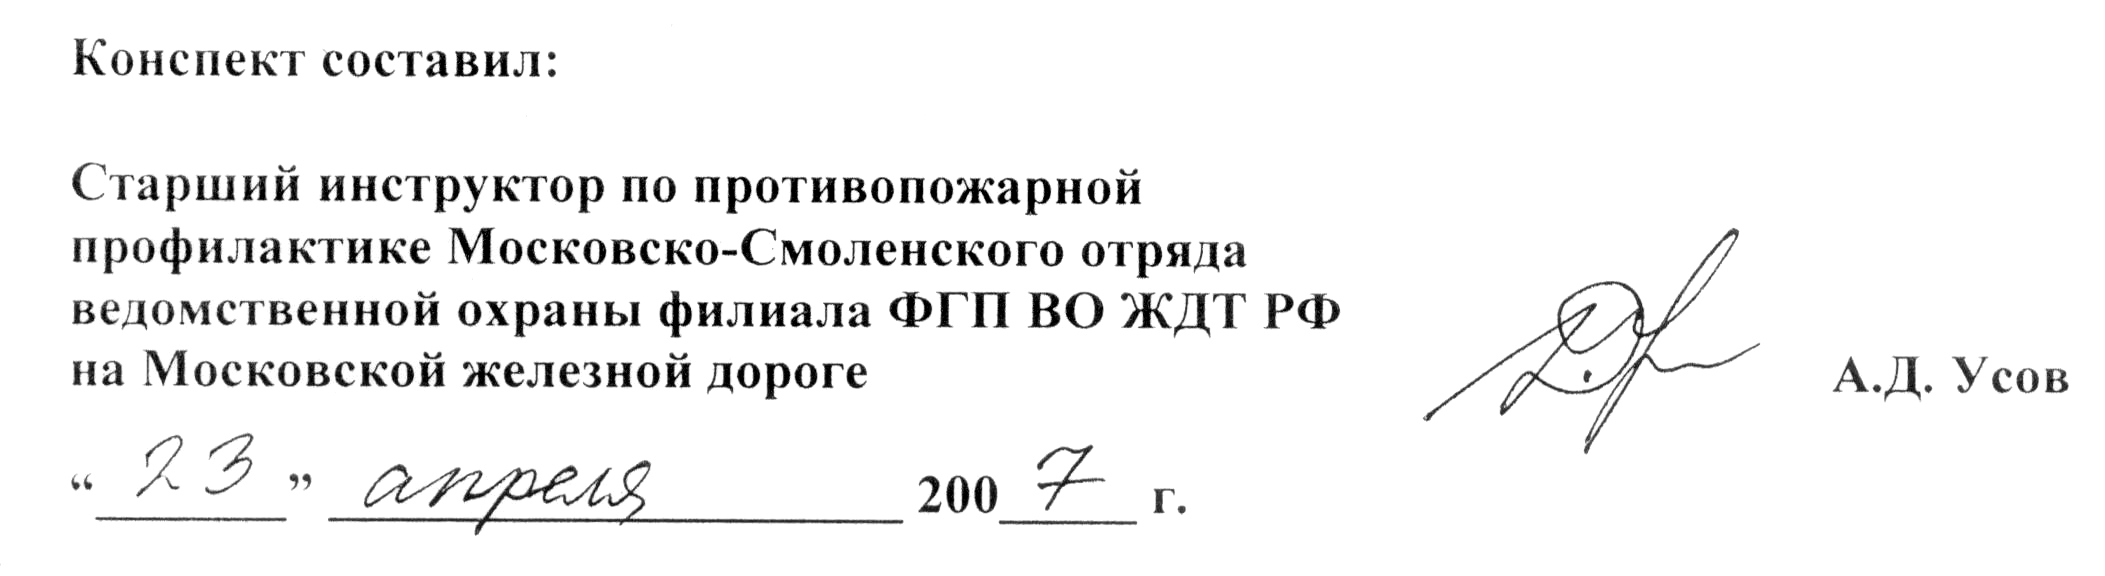 Конспект составил:
Старший инструктор по противопожарной
профилактике Московско-Смоленского отряда
ведомственной охраны филиала ФГП ВО ЖДТ РФ
на Московской железной дороге
А.Д. Усов
“ 23 ” апреля 2007 г.